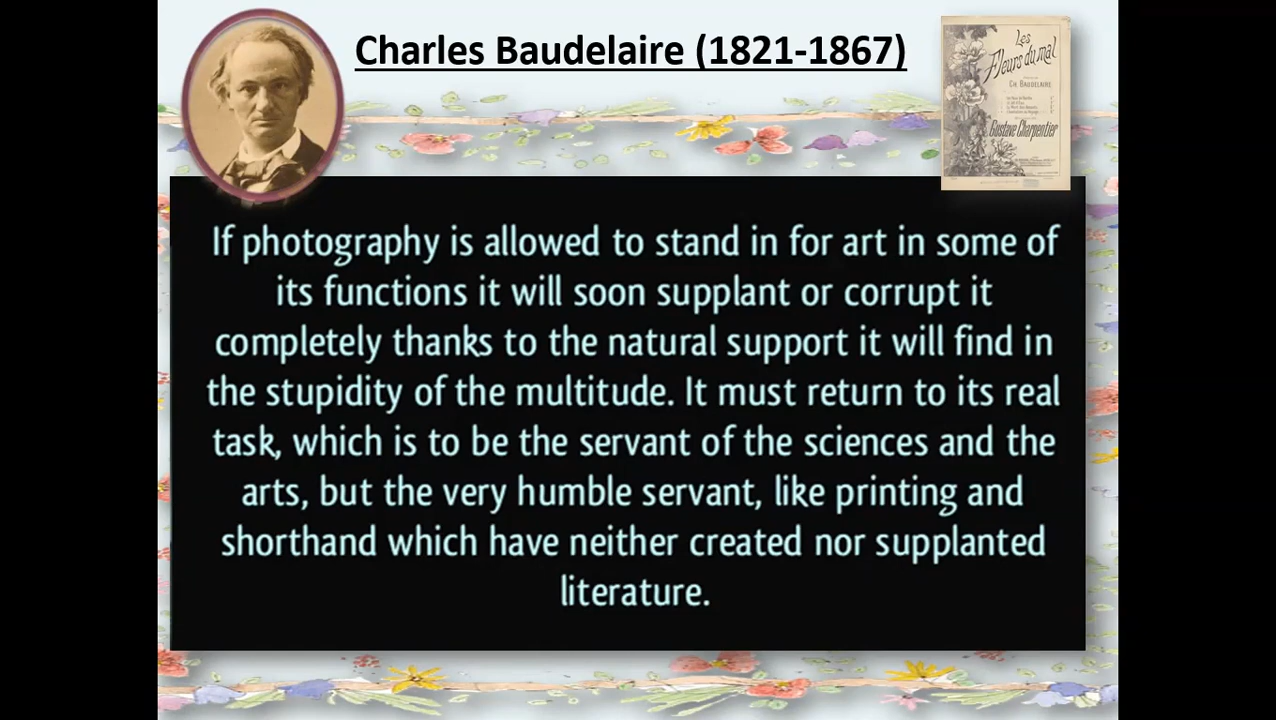 Charles Baudelaire (1821-1867)
Les
Fleurs du mal
CH. BAUDELAIRE
Gustave Charpentier
If photography is allowed to stand in for art in some of
its functions it will soon supplant or corrupt it
completely thanks to the natural support it will find in
the stupidity of the multitude. It must return to its real
task, which is to be the servant of the sciences and the
arts, but the very humble servant, like printing and
shorthand which have neither created nor supplanted
literature.